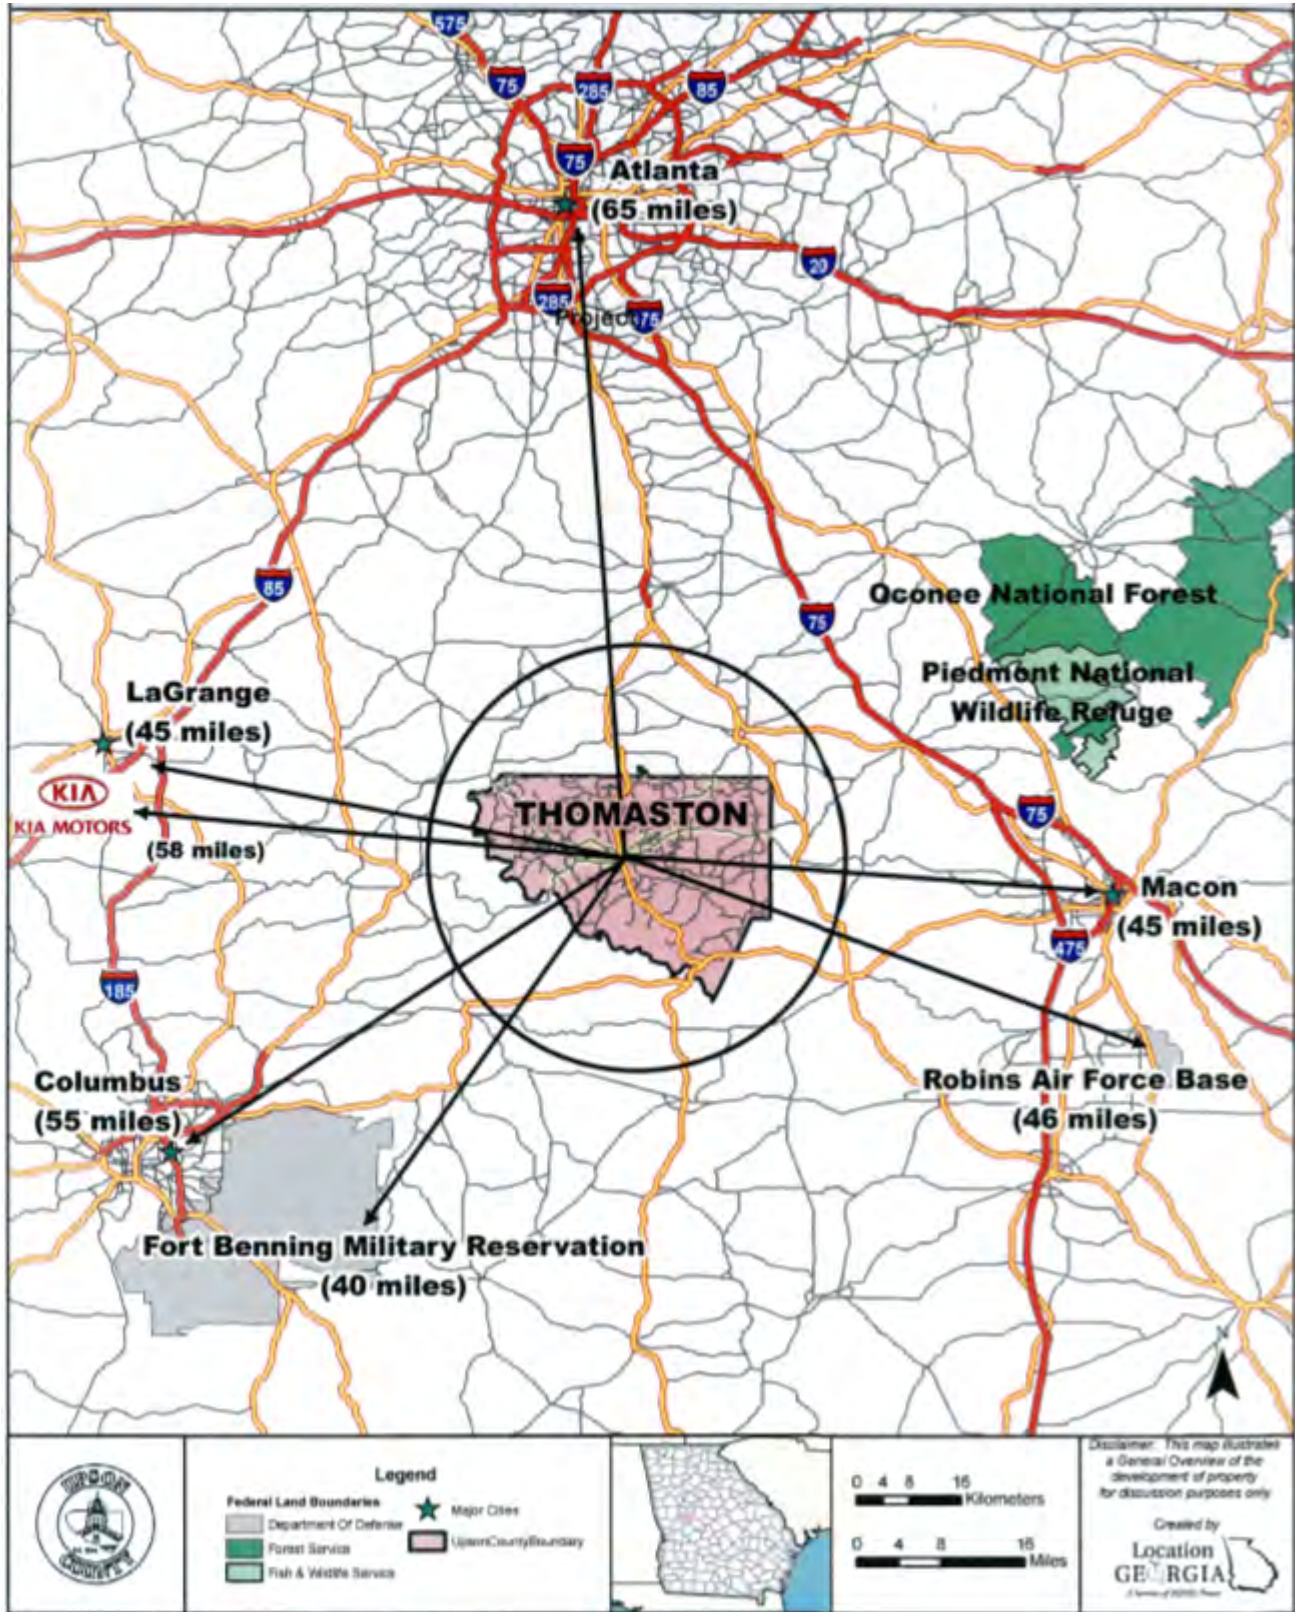 575
75
285
85
75
Atlanta
(65 miles)
20
285
Project
75
85
75
Oconee National Forest
Piedmont National
Wildlife Refuge
LaGrange
(45 miles)
KIA
KIA MOTORS
(58 miles)
THOMASTON
75
Macon
(45 miles)
475
185
Columbus
(55 miles)
Robins Air Force Base
(46 miles)
Fort Benning Military Reservation
(40 miles)
N
UPSON
COUNTY
Legend
Federal Land Boundaries
Department Of Defense
Forest Service
Fish & Wildlife Service
Major Cities
UpsonCountyBoundary
0 4 8 16
Kilometers
0 4 8 16
Miles
Disclaimer: This map illustrates
a General Overview of the
development of property
for discussion purposes only
Created by
Location
GEORGIA